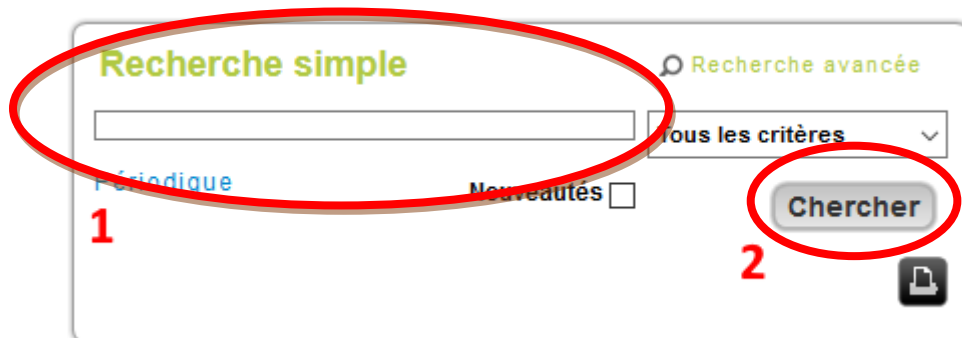 Recherche simple
Recherche avancée
Tous les critères
Périodique
Nouveautés
Chercher
1
2